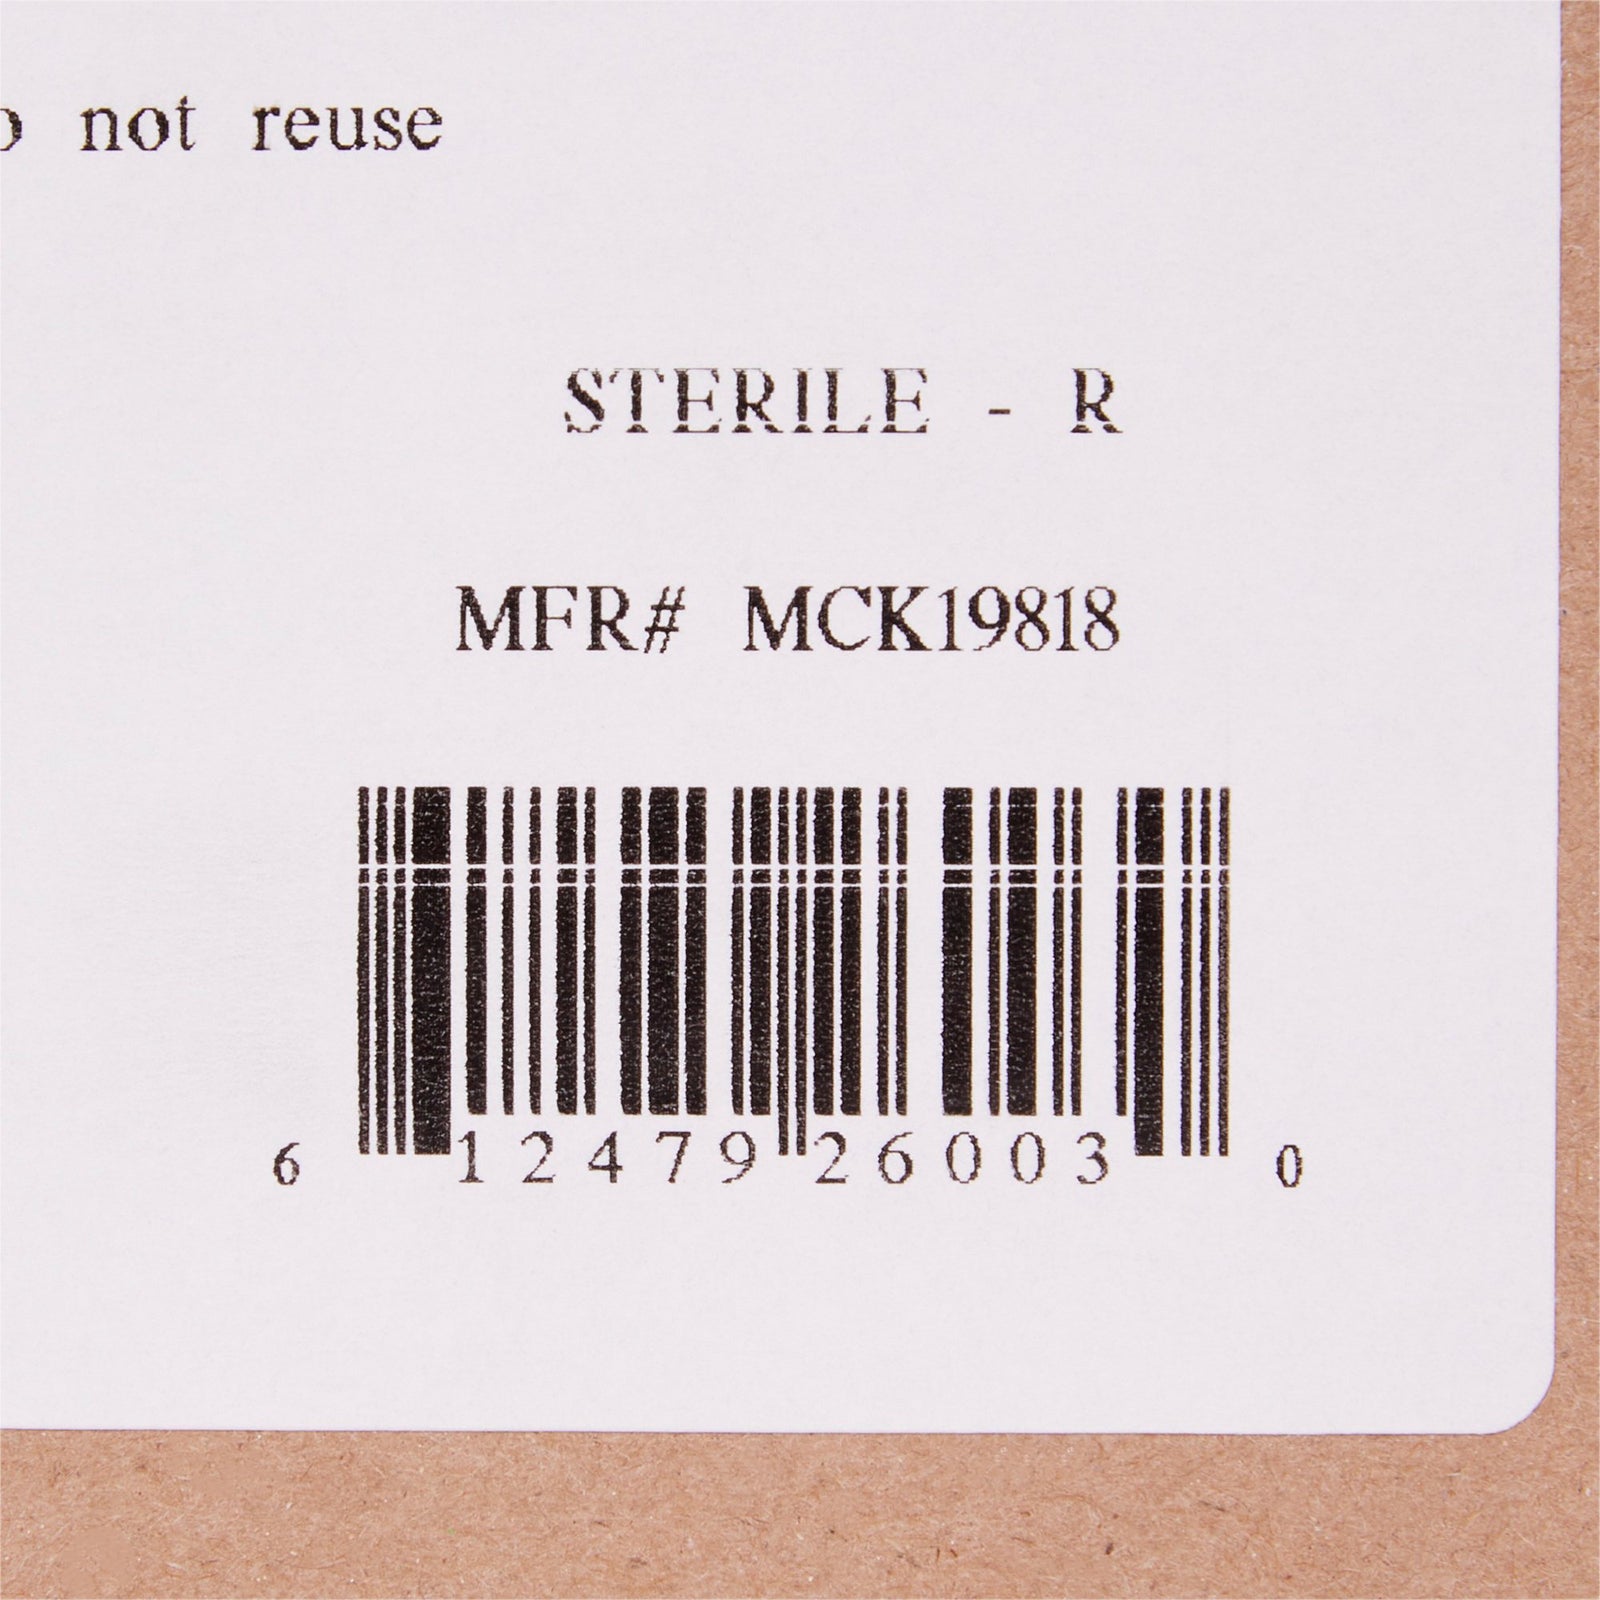 not reuse
STERILE - R
MFR# MCK19818
6 12479 26003 0